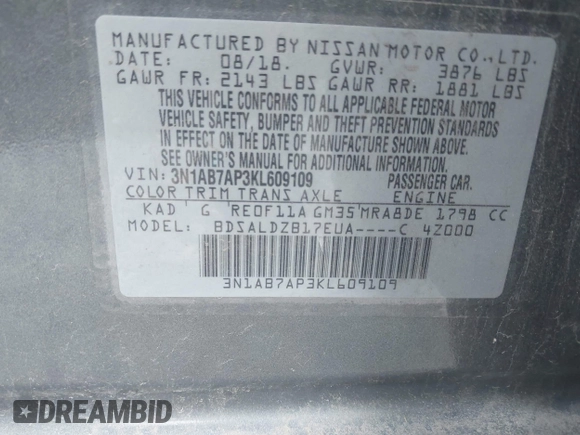 MANUFACTURED BY NISSAN MOTOR CO.,LTD.
DATE: 08/18. GVWR: 3876 LBS
GAWR FR: 2143 LBS GAWR RR: 1881 LBS
THIS VEHICLE CONFORMS TO ALL APPLICABLE FEDERAL MOTOR
VEHICLE SAFETY, BUMPER AND THEFT PREVENTION STANDARDS
IN EFFECT ON THE DATE OF MANUFACTURE SHOWN ABOVE.
SEE OWNER'S MANUAL FOR ADDITIONAL INFORMATION.
VIN: 3N1AB7AP3KL609109 PASSENGER CAR.
COLOR TRIM TRANS AXLE ENGINE
KAD G RE0F11A GM35 MRA8DE 1798 CC
MODEL: BDSALDZB17EUA----C 4Z000
3N1AB7AP3KL609109
DREAMBID